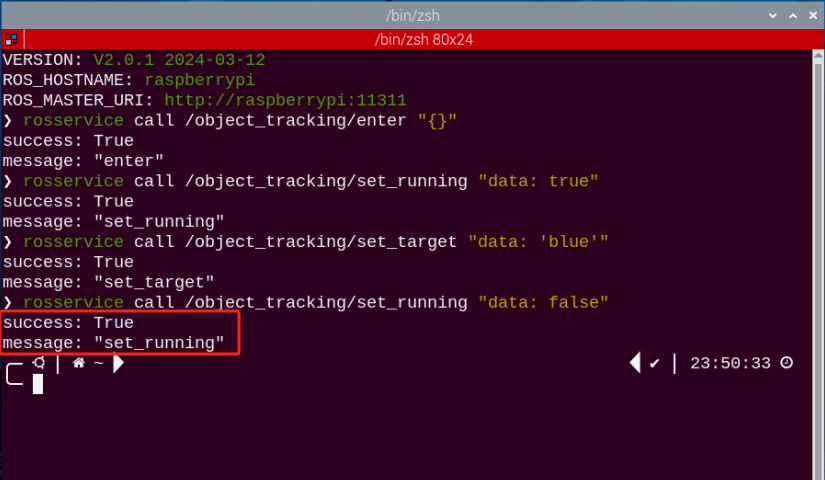 /bin/zsh
/bin/zsh 80x24
VERSION: V2.0.1 2024-03-12
ROS_HOSTNAME: raspberrypi
ROS_MASTER_URI: http://raspberrypi:11311
❯ rosservice call /object_tracking/enter "{}"
success: True
message: "enter"
❯ rosservice call /object_tracking/set_running "data: true"
success: True
message: "set_running"
❯ rosservice call /object_tracking/set_target "data: 'blue'"
success: True
message: "set_target"
❯ rosservice call /object_tracking/set_running "data: false"
success: True
message: "set_running"
~ ✔ 23:50:33